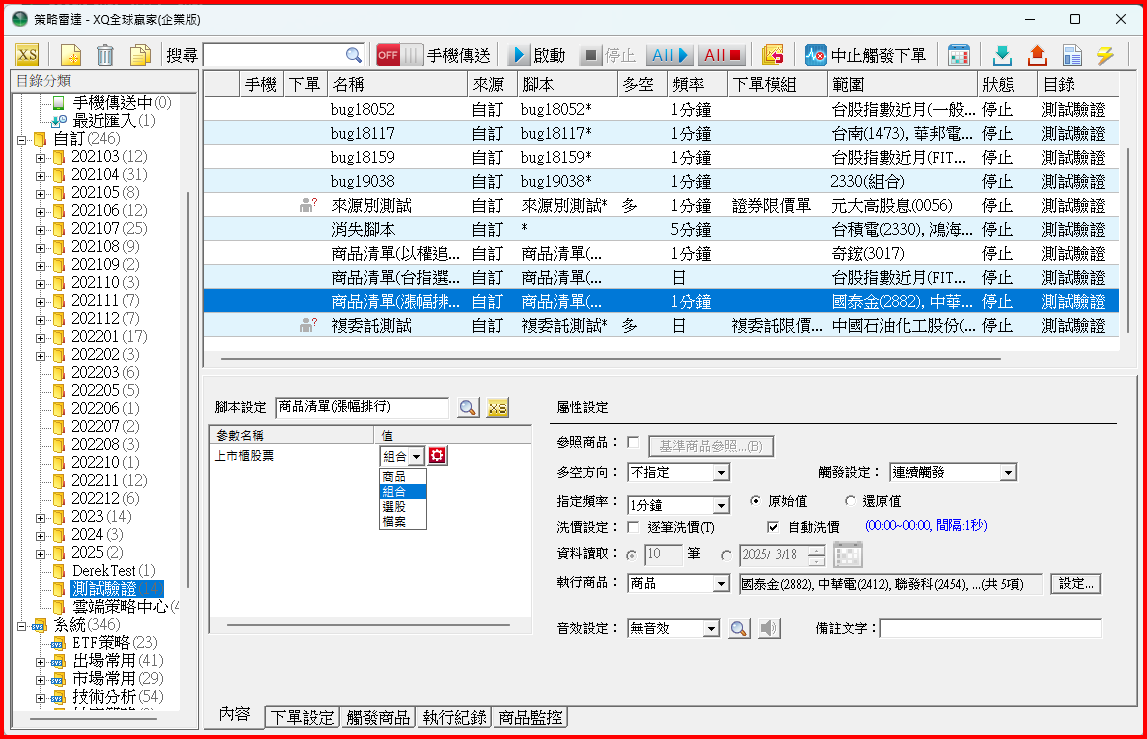 策略雷達 - XQ全球贏家(企業版)
XS 搜尋 OFF 手機傳送 啟動 停止 All All 中止觸發下單
目錄分類
手機傳送中(0)
最近匯入(1)
自訂(246)
202103(12)
202104(31)
202105(8)
202106(12)
202107(25)
202108(9)
202109(2)
202110(3)
202111(7)
202112(7)
202201(17)
202202(3)
202203(6)
202205(5)
202206(1)
202207(2)
202208(3)
202210(1)
202211(12)
202212(6)
2023(14)
2024(3)
2025(2)
DerekTest(1)
測試驗證(14)
雲端策略中心(4
系統(346)
ETF策略(23)
出場常用(41)
市場常用(29)
技術分析(54)
手機 下單 名稱 來源 腳本 多空 頻率 下單模組 範圍 狀態 目錄
bug18052 自訂 bug18052* 1分鐘 台股指數近月(一般... 停止 測試驗證
bug18117 自訂 bug18117* 1分鐘 台南(1473), 華邦電... 停止 測試驗證
bug18159 自訂 bug18159* 1分鐘 台股指數近月(FIT... 停止 測試驗證
bug19038 自訂 bug19038* 1分鐘 2330(組合) 停止 測試驗證
來源別測試 自訂 來源別測試* 多 1分鐘 證券限價單 元大高股息(0056) 停止 測試驗證
消失腳本 自訂 * 5分鐘 台積電(2330), 鴻海... 停止 測試驗證
商品清單(以權追... 自訂 商品清單(... 1分鐘 奇鋐(3017) 停止 測試驗證
商品清單(台指選... 自訂 商品清單(... 日 台股指數近月(FIT... 停止 測試驗證
商品清單(漲幅排... 自訂 商品清單(... 1分鐘 國泰金(2882), 中華... 停止 測試驗證
複委託測試 自訂 複委託測試* 多 日 複委託限價... 中國石油化工股份(... 停止 測試驗證
腳本設定 商品清單(漲幅排行) XS
參數名稱 值
上市櫃股票 組合
商品
組合
選股
檔案
屬性設定
參照商品： 基準商品參照...(B)
多空方向： 不指定 觸發設定： 連續觸發
指定頻率： 1分鐘 原始值 還原值
洗價設定： 逐筆洗價(T) 自動洗價 (00:00~00:00, 間隔:1秒)
資料讀取： 10 筆 2025/ 3/18
執行商品： 商品 國泰金(2882), 中華電(2412), 聯發科(2454), ...(共 5項) 設定...
音效設定： 無音效 備註文字：
內容 下單設定 觸發商品 執行紀錄 商品監控